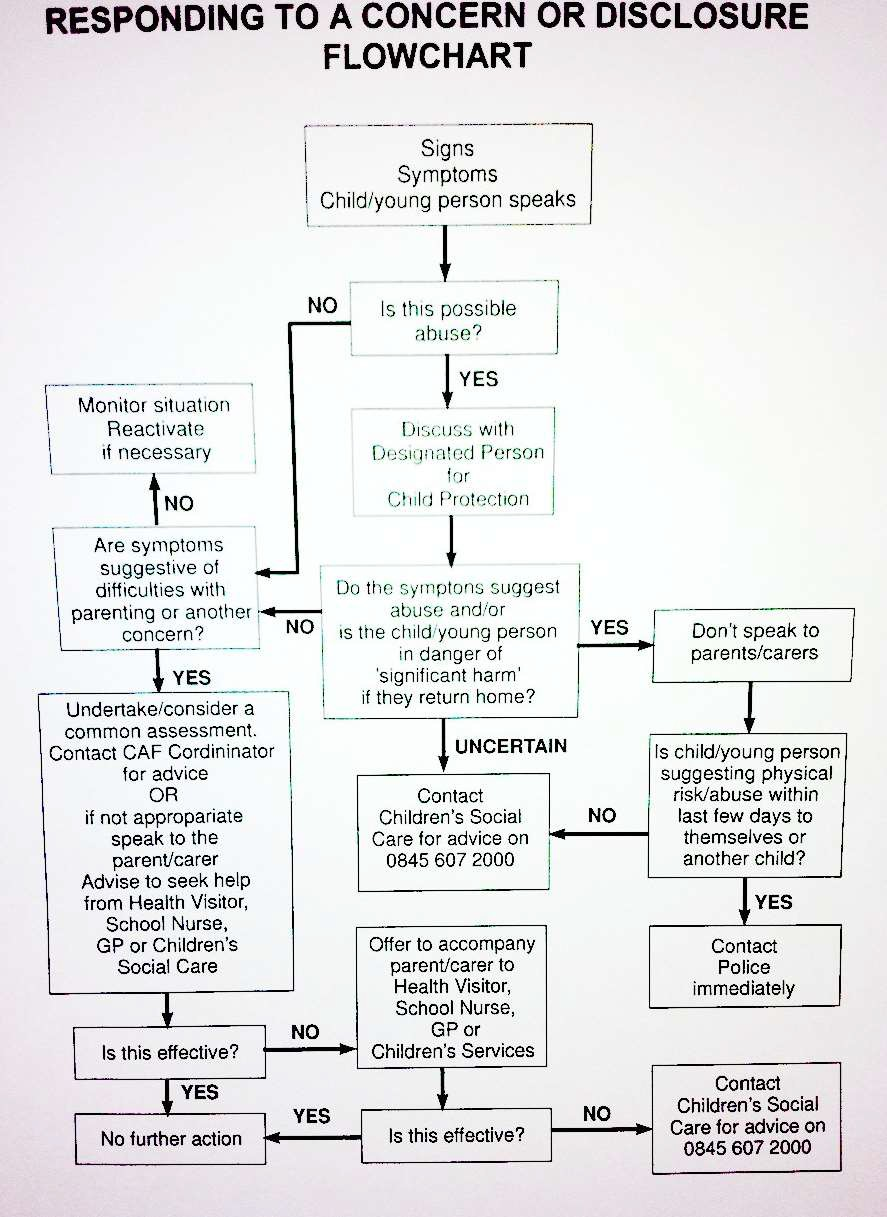 RESPONDING TO A CONCERN OR DISCLOSURE
FLOWCHART
Signs
Symptoms
Child/young person speaks
NO
Is this possible
abuse?
YES
Monitor situation
Reactivate
if necessary
Discuss with
Designated Person
for
Child Protection
NO
Are symptoms
suggestive of
difficulties with
parenting or another
concern?
NO
Do the symptons suggest
abuse and/or
is the child/young person
in danger of
'significant harm'
if they return home?
YES
Don't speak to
parents/carers
YES
UNCERTAIN
Undertake/consider a
common assessment.
Contact CAF Cordininator
for advice
OR
if not appropariate
speak to the
parent/carer
Advise to seek help
from Health Visitor,
School Nurse,
GP or Children's
Social Care
Contact
Children's Social
Care for advice on
0845 607 2000
NO
Is child/young person
suggesting physical
risk/abuse within
last few days to
themselves or
another child?
YES
Contact
Police
immediately
Offer to accompany
parent/carer to
Health Visitor,
School Nurse,
GP or
Children's Services
Is this effective?
NO
YES
No further action
YES
Is this effective?
NO
Contact
Children's Social
Care for advice on
0845 607 2000